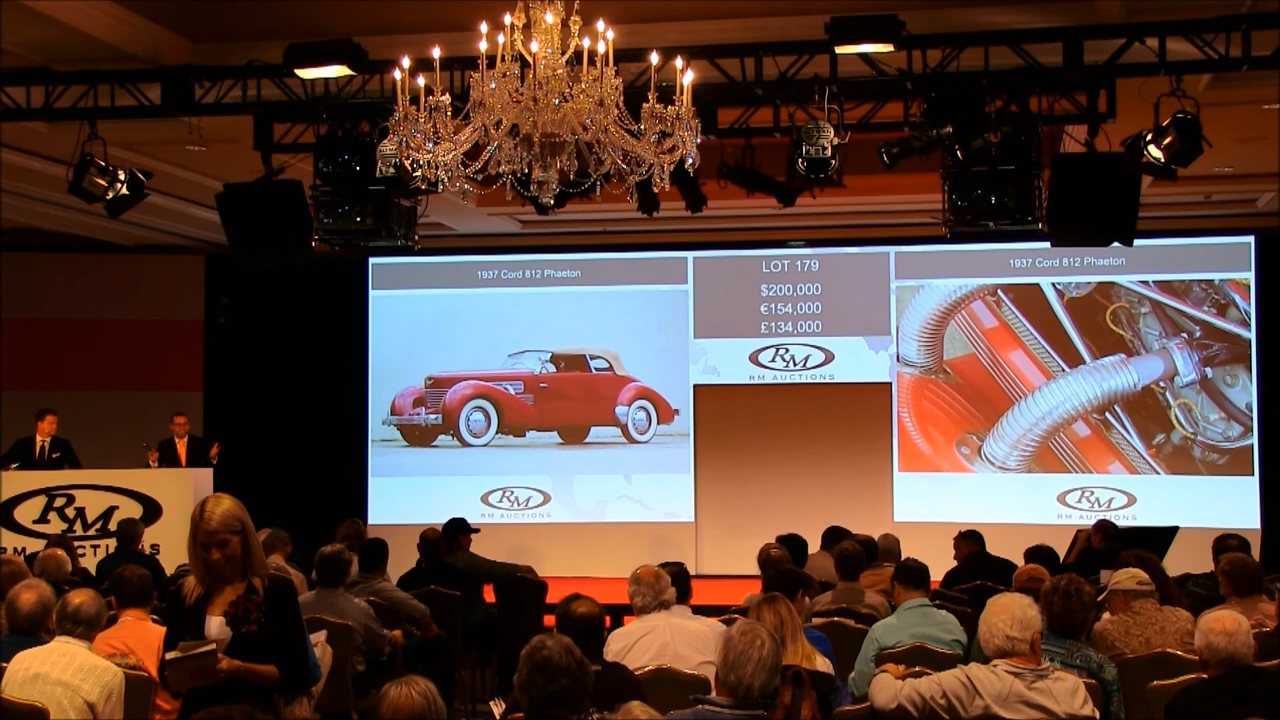 1937 Cord 812 Phaeton
LOT 179
$200,000
€154,000
£134,000
RM
RM AUCTIONS
1937 Cord 812 Phaeton
RM
RM AUCTIONS
RM
RM AUCTIONS
RM
RM AUCTIONS